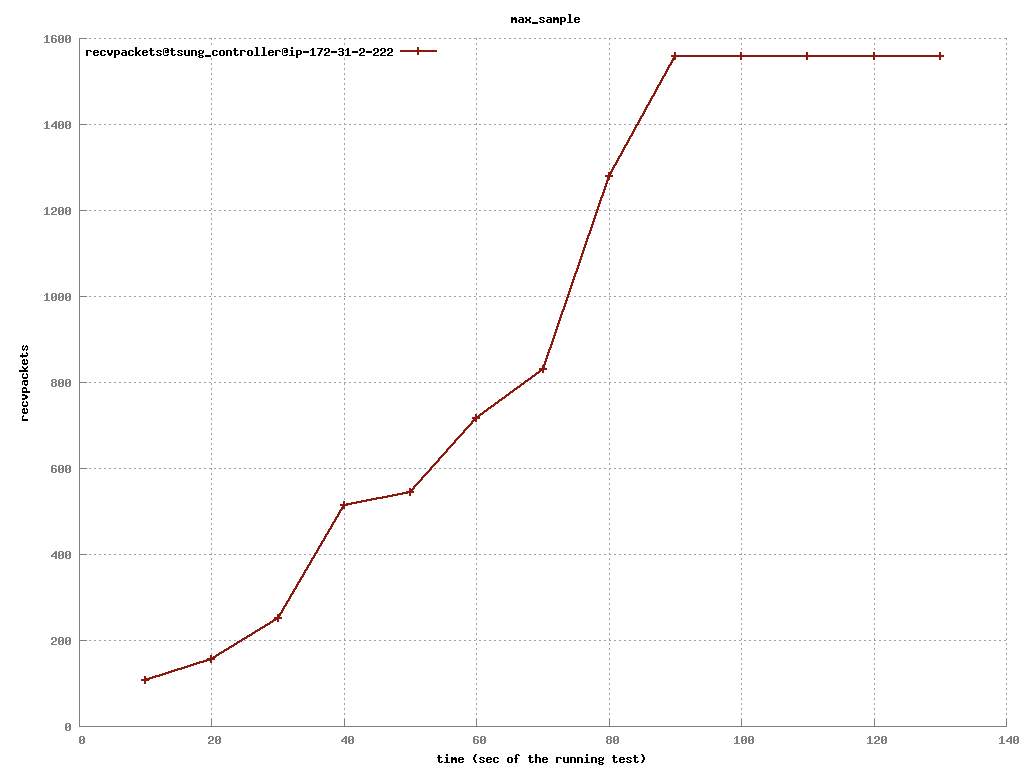 max_sample
recvpackets@tsung_controller@ip-172-31-2-222
1600
1400
1200
1000
800
600
400
200
0
recvpackets
0 20 40 60 80 100 120 140
time (sec of the running test)